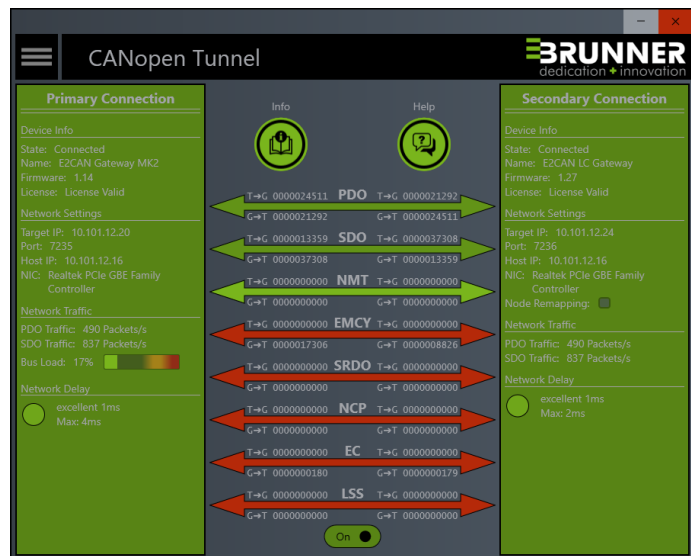 CANopen Tunnel
BRUNNER
dedication + innovation
Primary Connection
Device Info
State: Connected
Name: E2CAN Gateway MK2
Firmware: 1.14
License: License Valid
Network Settings
Target IP: 10.101.12.20
Port: 7235
Host IP: 10.101.12.16
NIC: Realtek PCIe GBE Family
Controller
Network Traffic
PDO Traffic: 490 Packets/s
SDO Traffic: 837 Packets/s
Bus Load: 17%
Network Delay
excellent 1ms
Max: 4ms
Info
Help
T→G 0000024511 PDO T→G 0000021292
G→T 0000021292 G→T 0000024511
T→G 0000013359 SDO T→G 0000037308
G→T 0000037308 G→T 0000013359
T→G 0000000000 NMT T→G 0000000000
G→T 0000000000 G→T 0000000000
T→G 0000000000 EMCY T→G 0000000000
G→T 0000017306 G→T 0000008826
T→G 0000000000 SRDO T→G 0000000000
G→T 0000000000 G→T 0000000000
T→G 0000000000 NCP T→G 0000000000
G→T 0000000000 G→T 0000000000
T→G 0000000000 EC T→G 0000000000
G→T 0000000180 G→T 0000000179
T→G 0000000000 LSS T→G 0000000000
G→T 0000000000 G→T 0000000000
On
Secondary Connection
Device Info
State: Connected
Name: E2CAN LC Gateway
Firmware: 1.27
License: License Valid
Network Settings
Target IP: 10.101.12.24
Port: 7236
Host IP: 10.101.12.16
NIC: Realtek PCIe GBE Family
Controller
Node Remapping:
Network Traffic
PDO Traffic: 490 Packets/s
SDO Traffic: 837 Packets/s
Network Delay
excellent 1ms
Max: 2ms